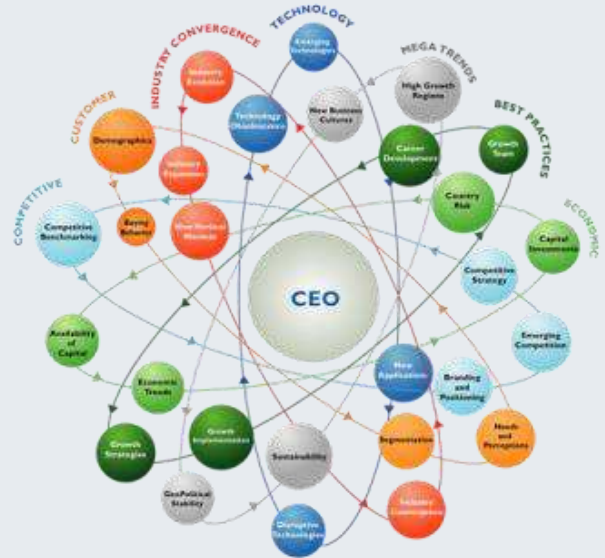 TECHNOLOGY
INDUSTRY CONVERGENCE
MEGA TRENDS
CUSTOMER
BEST PRACTICES
COMPETITIVE
ECONOMIC
Emerging
Technologies
Industry
High Growth
Regions
New Business
Cultures
Technology
Obsolescence
Demographics
Career
Development
Growth
Team
Industry
Expansion
Country
Risk
Competitive
Benchmarking
Buying
Behavior
New Vertical
Markets
Capital
Investments
Competitive
Strategy
CEO
Availability
of Capital
Emerging
Competition
Economic
Trends
New
Applications
Branding
and
Positioning
Growth
Strategies
Growth
Implementation
Segmentation
Needs
and
Perceptions
Sustainability
GeoPolitical
Stability
Industry
Convergence
Disruptive
Technologies